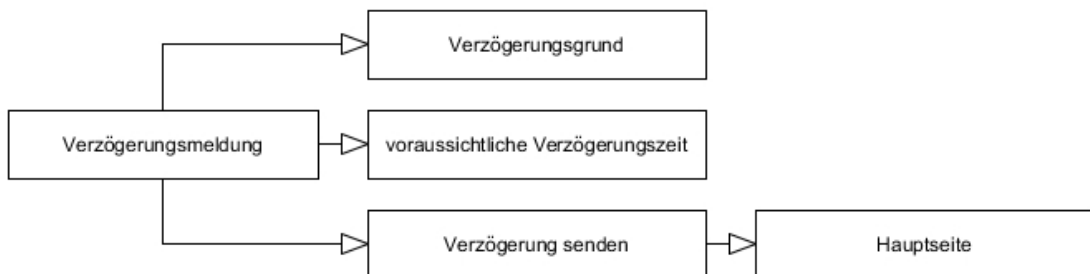 Verzögerungsgrund
Verzögerungsmeldung
voraussichtliche Verzögerungszeit
Verzögerung senden
Hauptseite